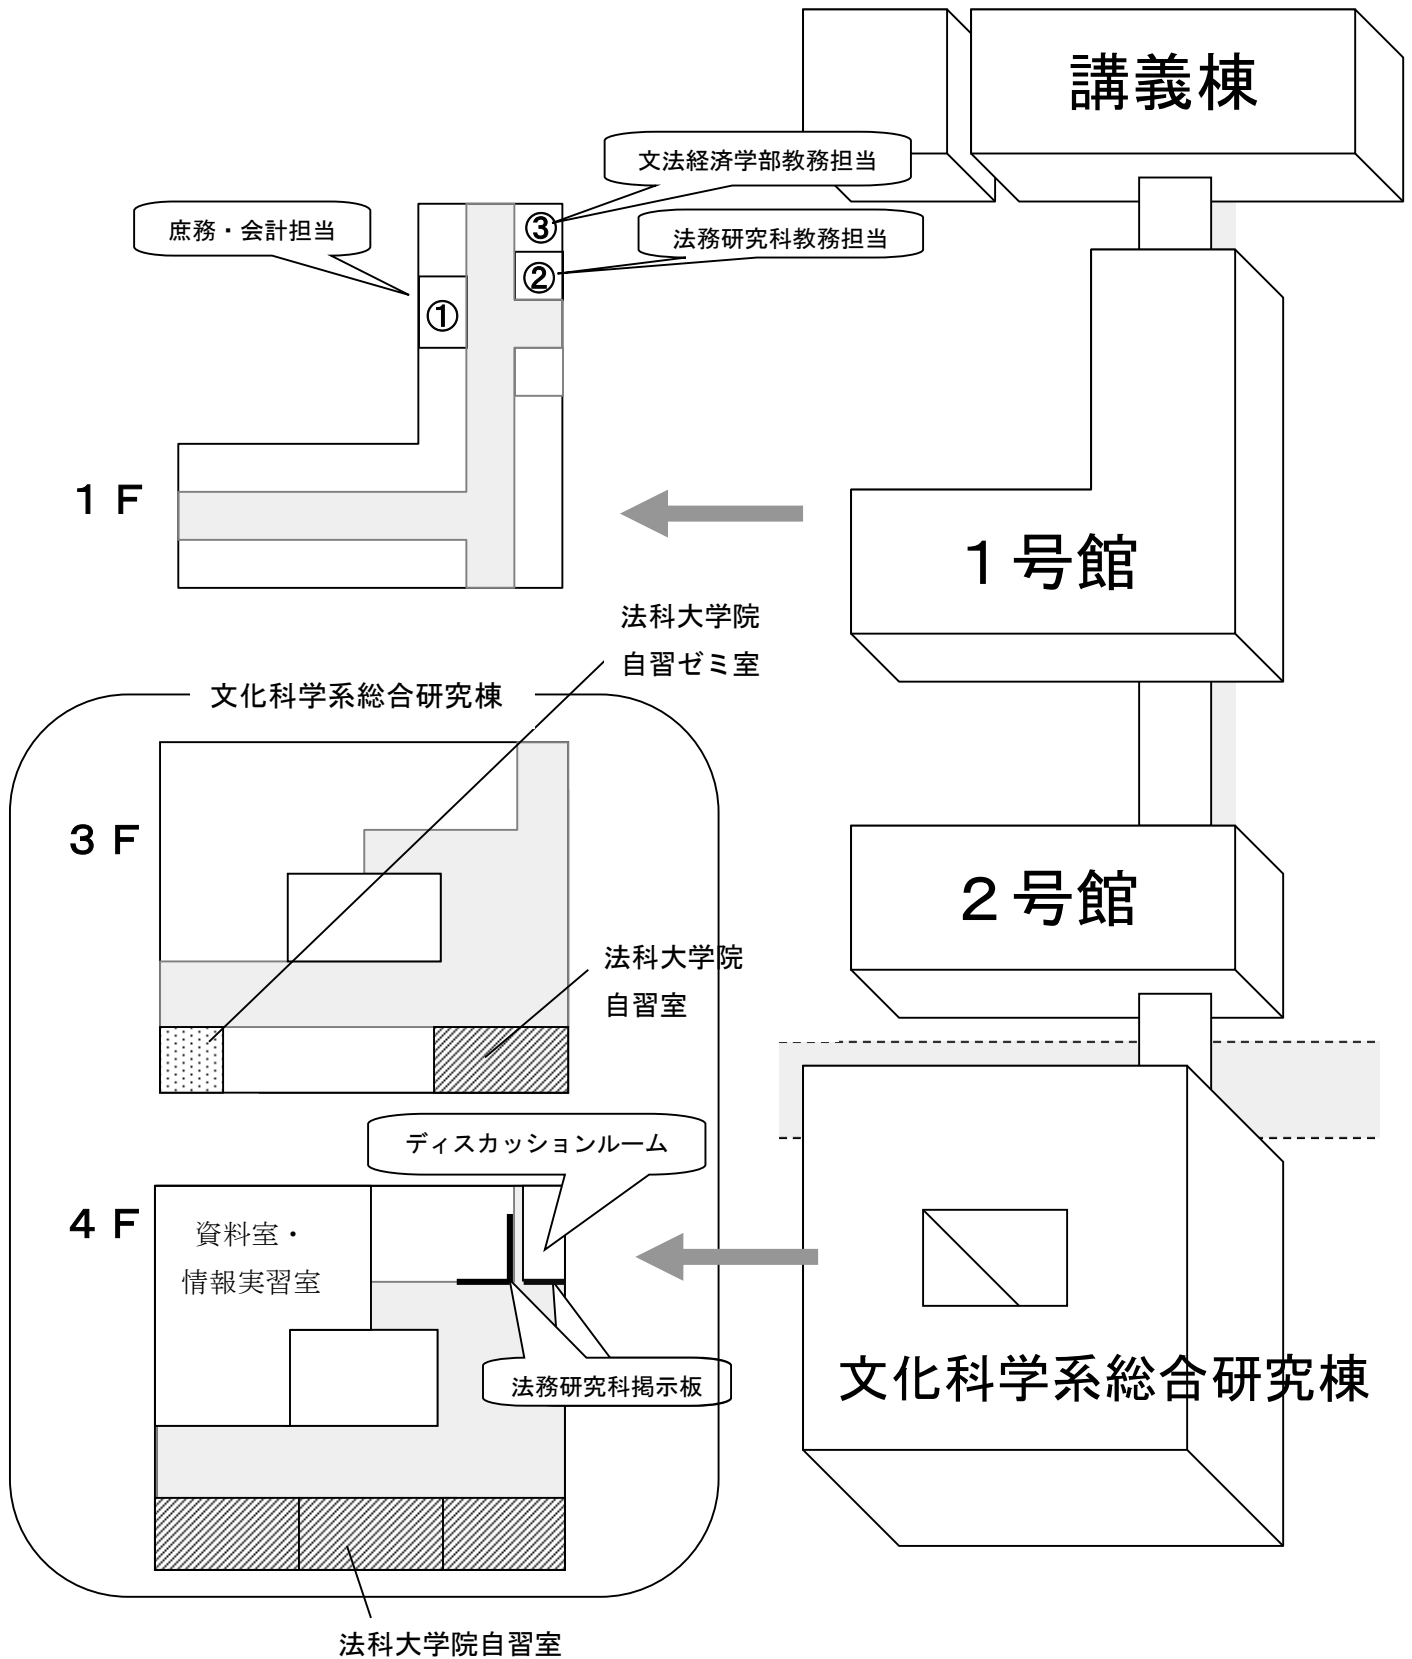 講義棟
文法経済学部教務担当
庶務・会計担当
法務研究科教務担当
③
②
①
１Ｆ
１号館
法科大学院
自習ゼミ室
文化科学系総合研究棟
３Ｆ
２号館
法科大学院
自習室
ディスカッションルーム
４Ｆ
資料室・
情報実習室
法務研究科掲示板
文化科学系総合研究棟
法科大学院自習室